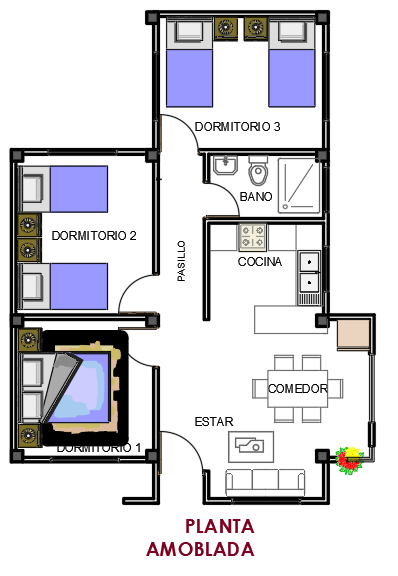 DORMITORIO 3
BANO
DORMITORIO 2
PASILLO
COCINA
COMEDOR
ESTAR
DORMITORIO 1
PLANTA
AMOBLADA